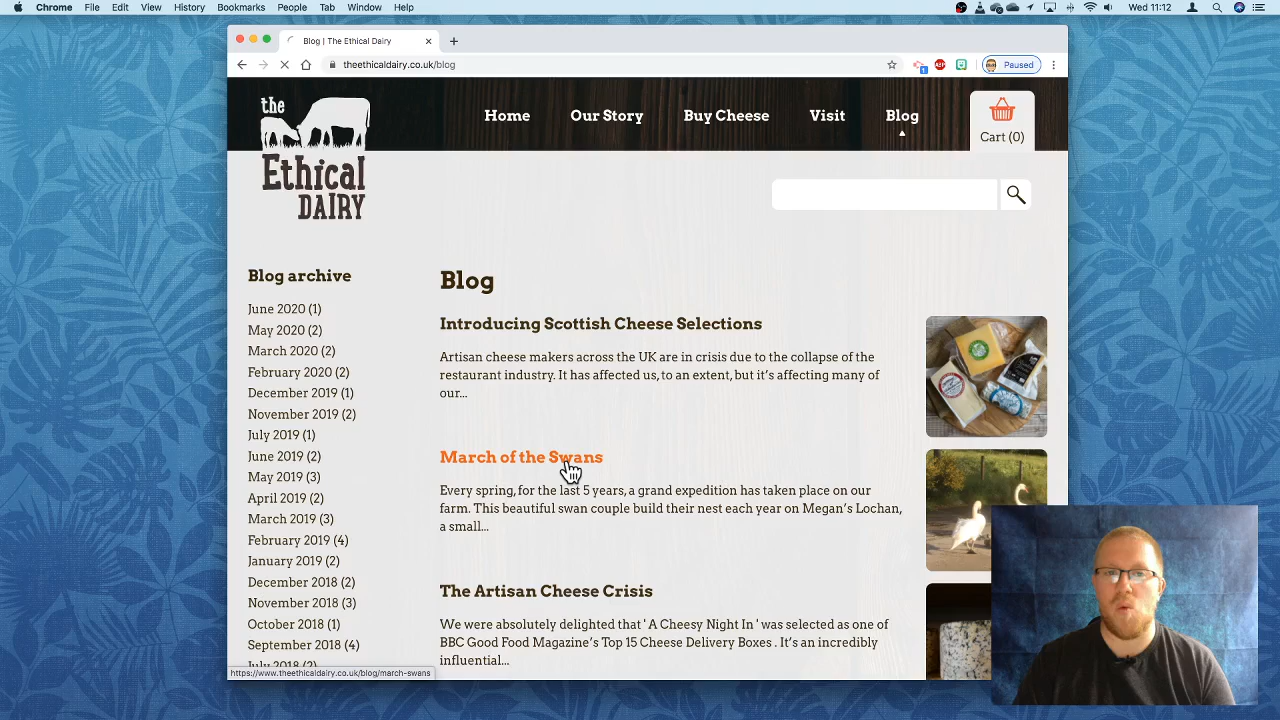 Chrome File Edit View History Bookmarks People Tab Window Help
Wed 11:12
Blog | The Ethical Dairy
theethicaldairy.co.uk/blog
ABP
Paused
the
Ethical
DAIRY
Home Our Story Buy Cheese Visit Blog
Cart (0)
Blog archive
June 2020 (1)
May 2020 (2)
March 2020 (2)
February 2020 (2)
December 2019 (1)
November 2019 (2)
July 2019 (1)
June 2019 (2)
May 2019 (3)
April 2019 (2)
March 2019 (3)
February 2019 (4)
January 2019 (2)
December 2018 (2)
November 2018 (3)
October 2018 (1)
September 2018 (4)
July 2018 (2)
https://www.theethicaldairy.co.uk/blog/march-swans
Blog
Introducing Scottish Cheese Selections
Artisan cheese makers across the UK are in crisis due to the collapse of the
restaurant industry. It has affected us, to an extent, but it's affecting many of
our...
March of the Swans
Every spring, for the last 5 years, a grand expedition has taken place on our
farm. This beautiful swan couple build their nest each year on Megan's Lochan,
a small...
The Artisan Cheese Crisis
We were absolutely delighted that ' A Cheesy Night In ' was selected as one of
BBC Good Food Magazine's Top 15 Cheese Delivery Boxes . It's an incredibly
influential...